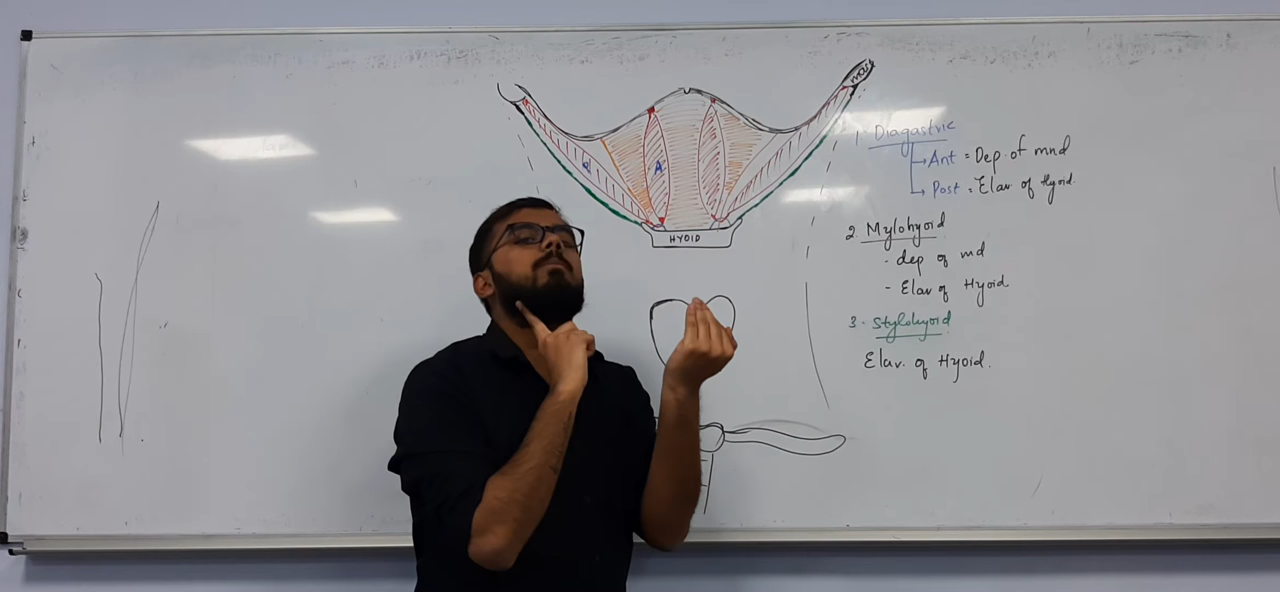 mast
A
HYOID
1. Diagastric
Ant = Dep. of mnd
Post = Elav of Hyoid.
2. Mylohyoid
- dep of md
- Elav of Hyoid
3. Stylohyoid
Elav. of Hyoid.